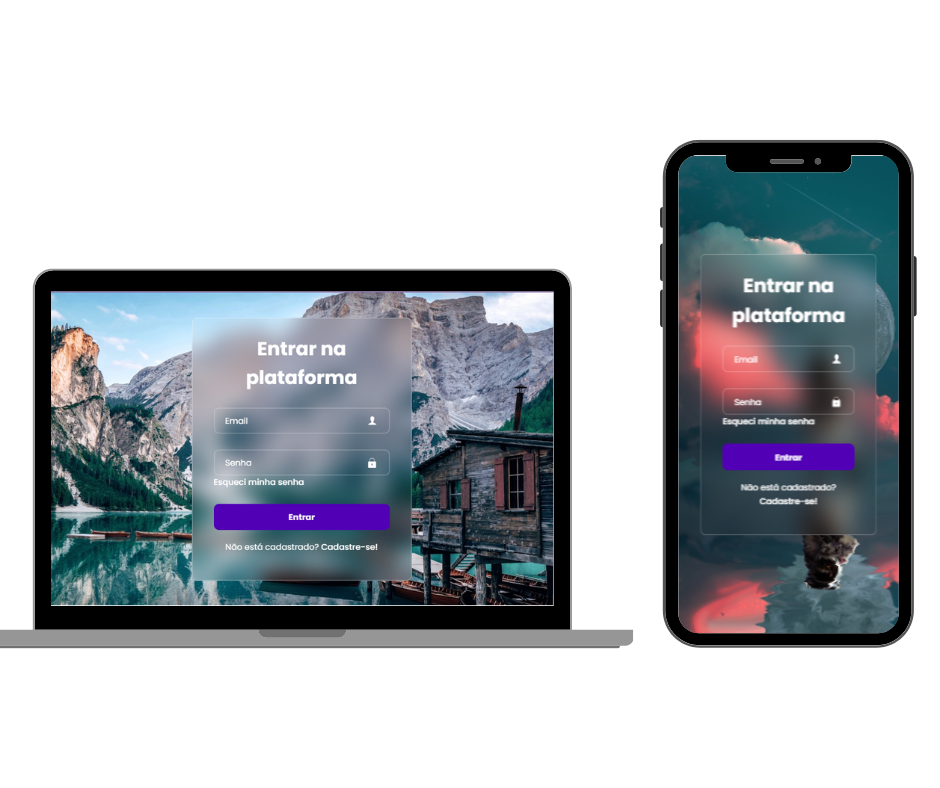 Entrar na
plataforma
Email
Senha
Esqueci minha senha
Entrar
Não está cadastrado? Cadastre-se!
Entrar na
plataforma
Email
Senha
Esqueci minha senha
Entrar
Não está cadastrado?
Cadastre-se!